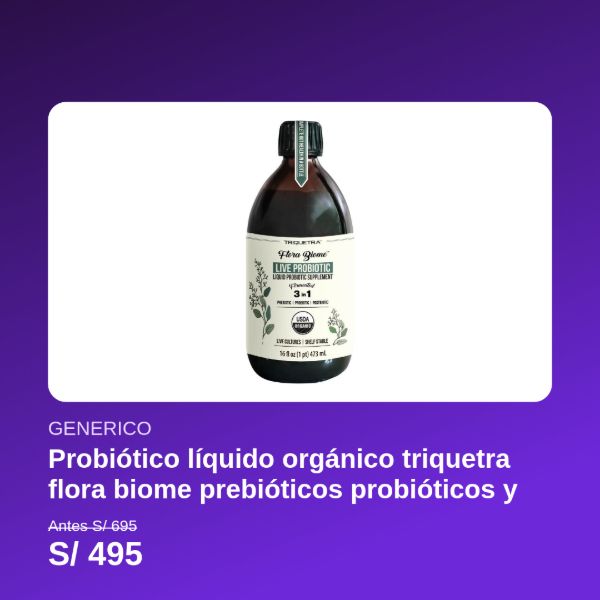 TRIQUETRA
Flora Biome™
LIVE PROBIOTIC
LIQUID PROBIOTIC SUPPLEMENT
3 in 1
PREBIOTIC | PROBIOTIC | POSTBIOTIC
USDA
ORGANIC
LIVE CULTURES | SHELF STABLE
16 fl oz (1 pt) 473 mL
GENERICO
Probiótico líquido orgánico triquetra
flora biome prebióticos probióticos y
Antes S/ 695
S/ 495